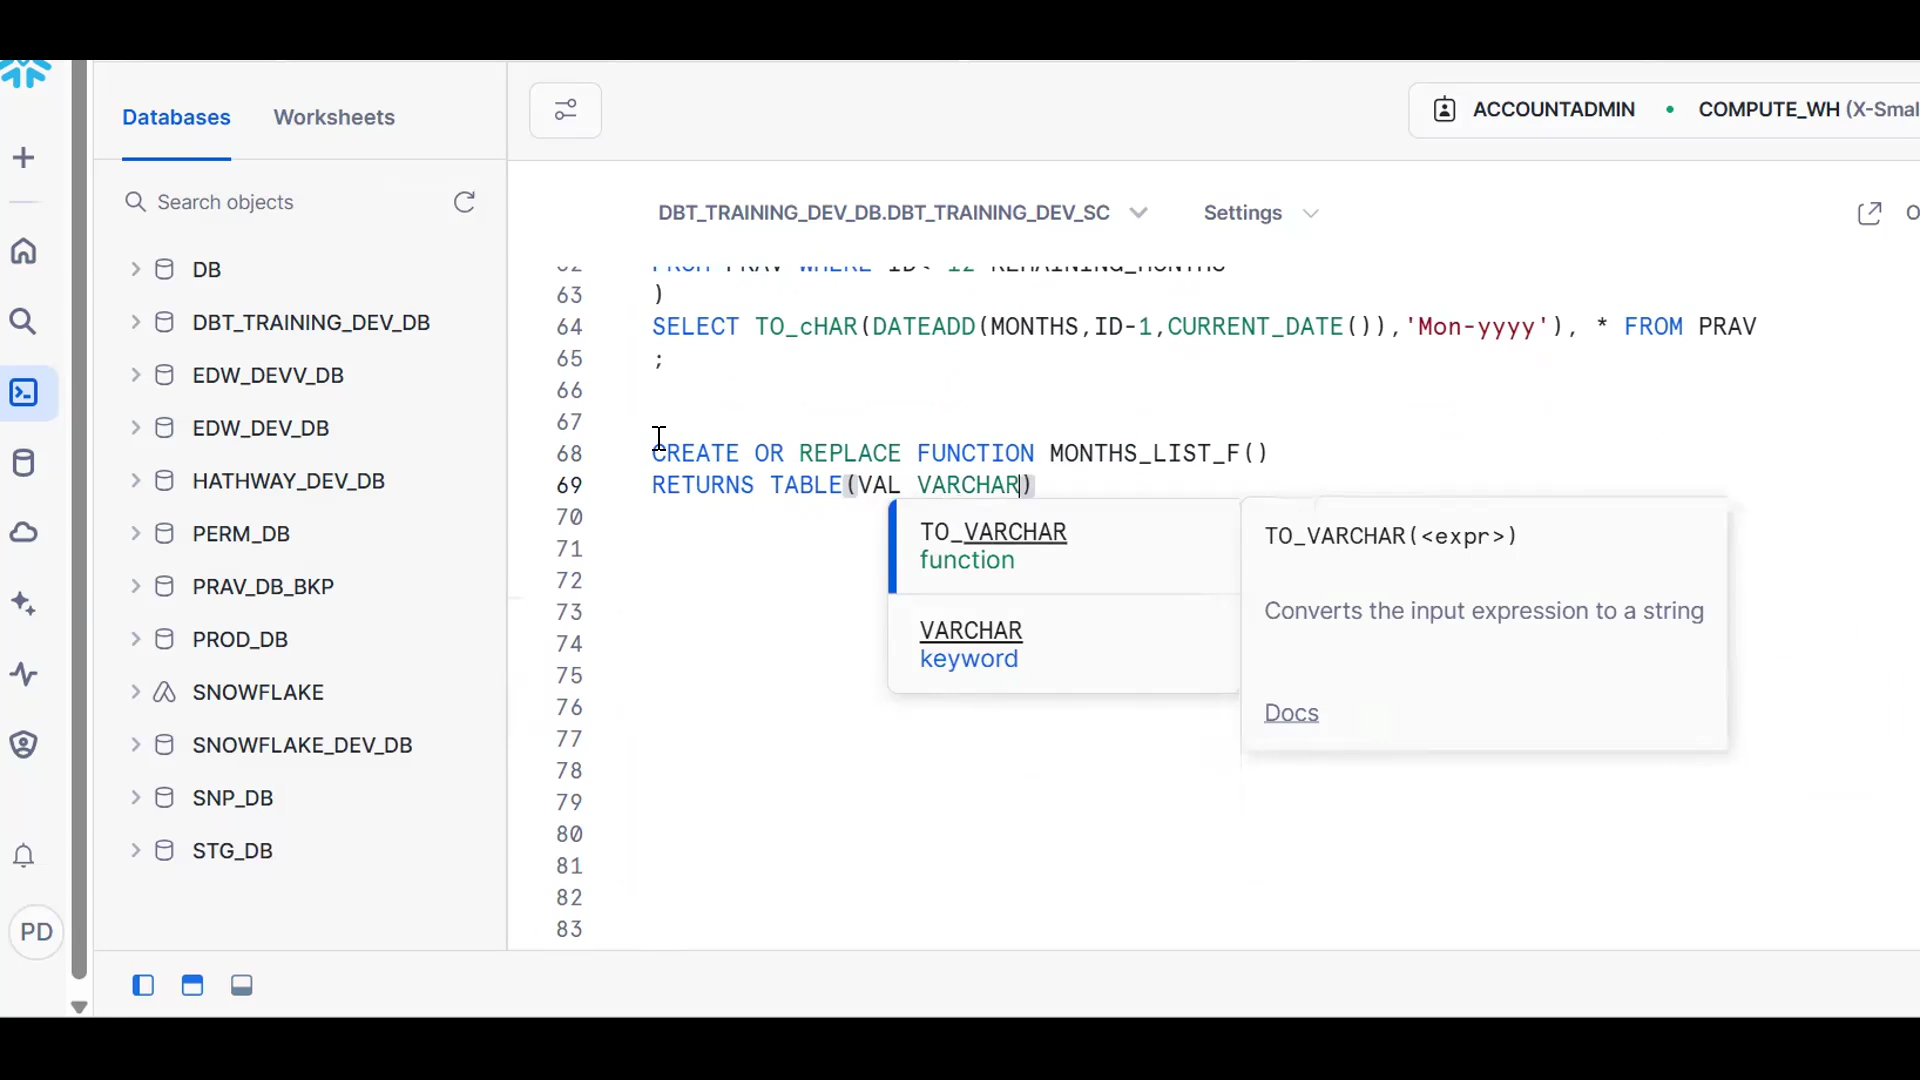 Databases
Worksheets
ACCOUNTADMIN
COMPUTE_WH (X-Smal
Search objects
DBT_TRAINING_DEV_DB.DBT_TRAINING_DEV_SC
Settings
DB
DBT_TRAINING_DEV_DB
EDW_DEVV_DB
EDW_DEV_DB
HATHWAY_DEV_DB
PERM_DB
PRAV_DB_BKP
PROD_DB
SNOWFLAKE
SNOWFLAKE_DEV_DB
SNP_DB
STG_DB
PD
63 )
64 SELECT TO_cHAR(DATEADD(MONTHS,ID-1,CURRENT_DATE()),'Mon-yyyy'), * FROM PRAV
65 ;
66
67
68 CREATE OR REPLACE FUNCTION MONTHS_LIST_F()
69 RETURNS TABLE(VAL VARCHAR)
70
71
72
73
74
75
76
77
78
79
80
81
82
83
TO_VARCHAR
function
VARCHAR
keyword
TO_VARCHAR(<expr>)
Converts the input expression to a string
Docs